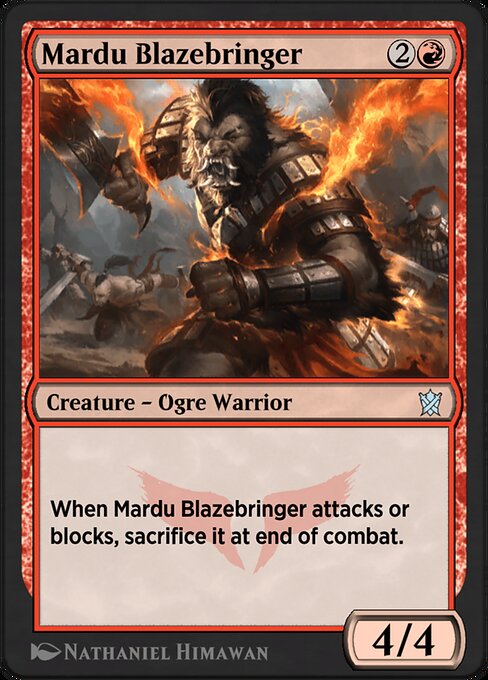 Mardu Blazebringer 2
Creature – Ogre Warrior
When Mardu Blazebringer attacks or
blocks, sacrifice it at end of combat.
4/4
Nathaniel Himawan